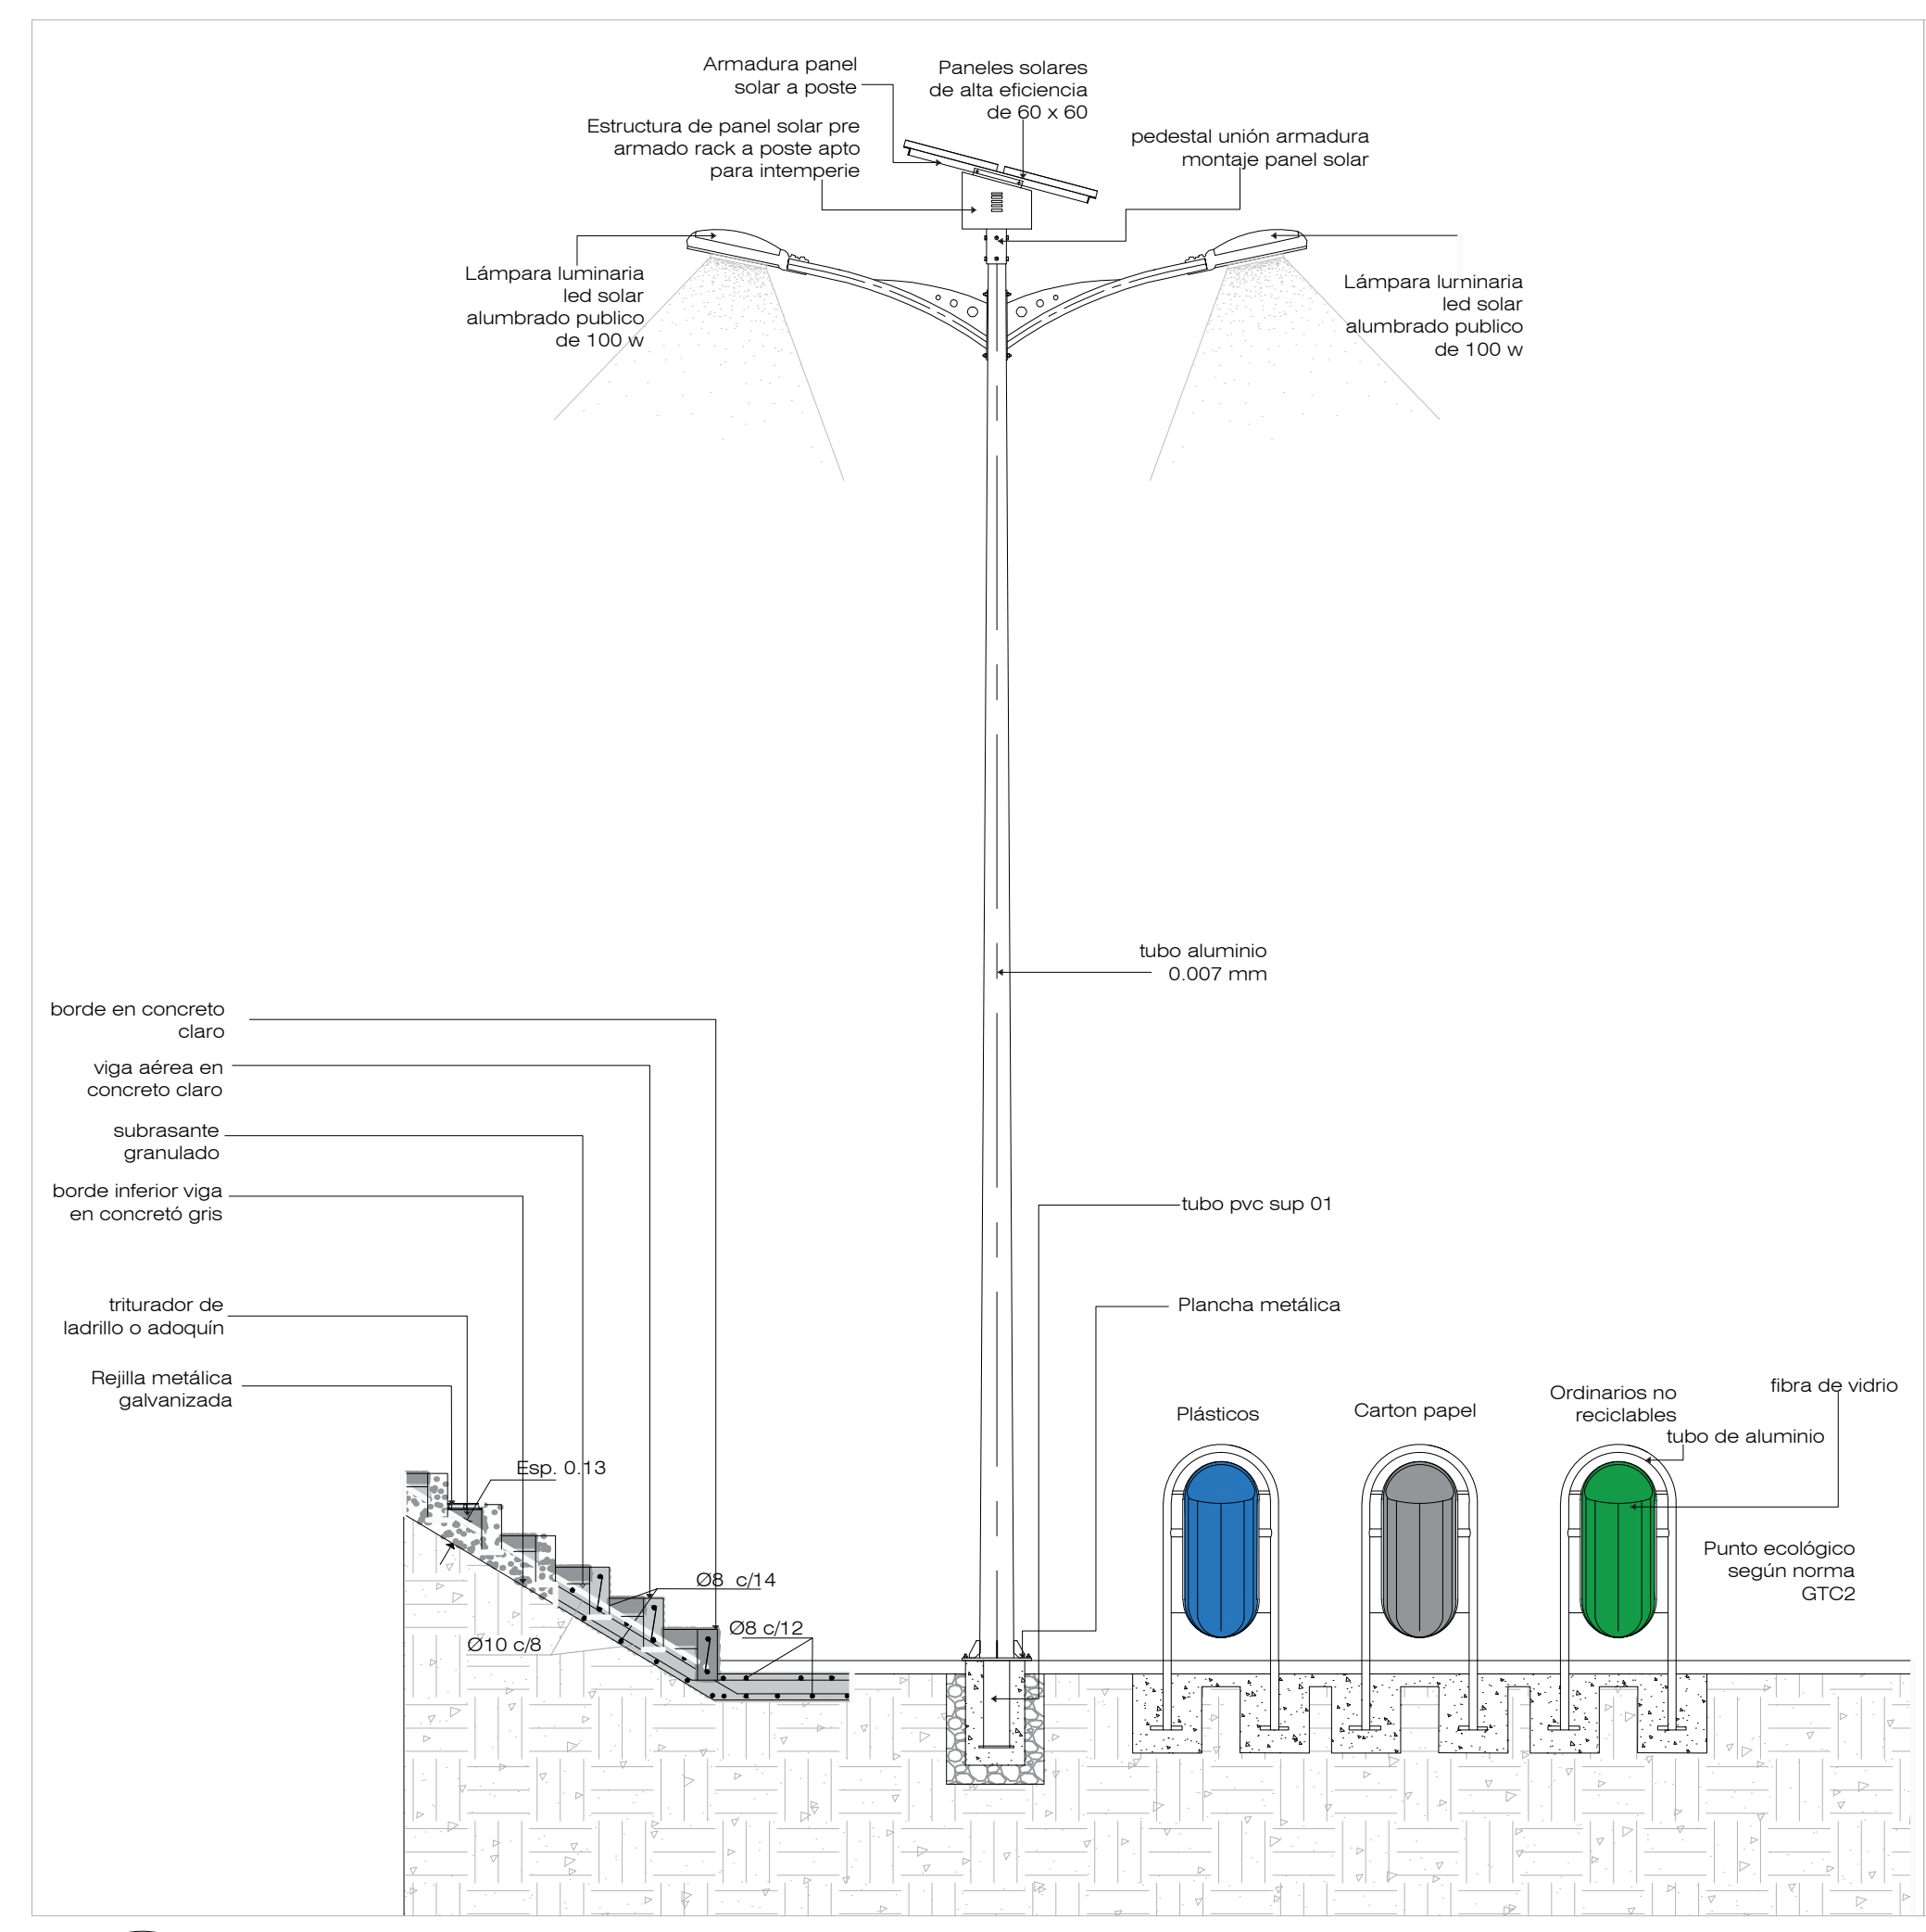 Armadura panel
solar a poste
Paneles solares
de alta eficiencia
de 60 x 60
Estructura de panel solar pre
armado rack a poste apto
para intemperie
pedestal unión armadura
montaje panel solar
Lámpara luminaria
led solar
alumbrado publico
de 100 w
Lámpara luminaria
led solar
alumbrado publico
de 100 w
tubo aluminio
0.007 mm
borde en concreto
claro
viga aérea en
concreto claro
subrasante
granulado
borde inferior viga
en concretó gris
triturador de
ladrillo o adoquín
Rejilla metálica
galvanizada
tubo pvc sup 01
Plancha metálica
Plásticos
Carton papel
Ordinarios no
reciclables
fibra de vidrio
tubo de aluminio
Punto ecológico
según norma
GTC2
Esp. 0.13
Ø8 c/14
Ø8 c/12
Ø10 c/8